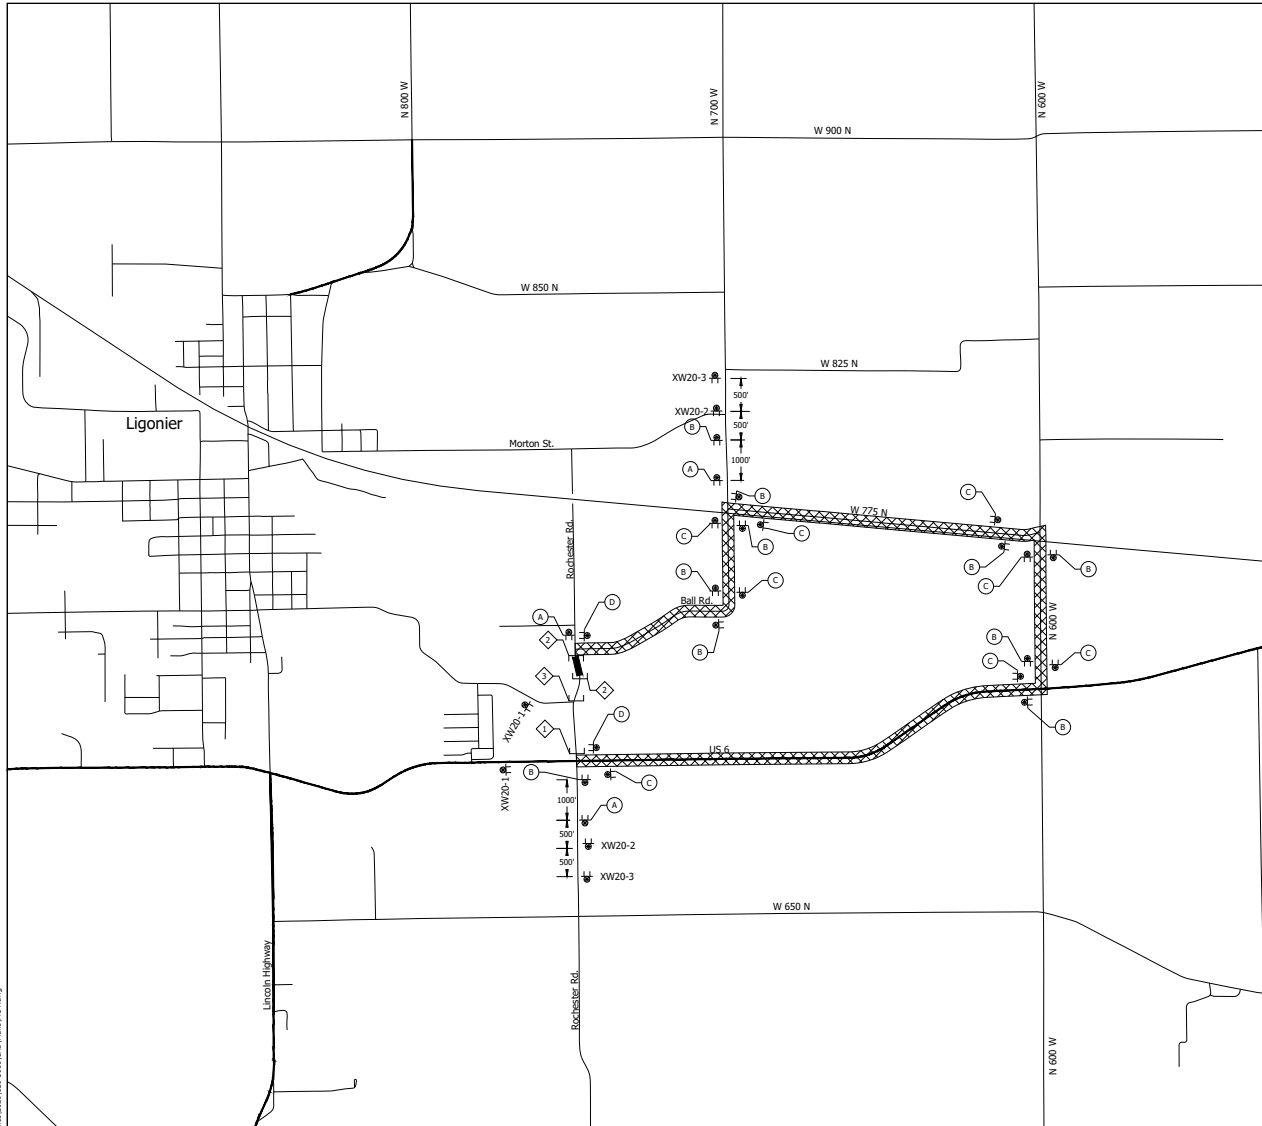 N 800 W
N 700 W
N 600 W
W 900 N
W 850 N
W 825 N
XW20-3
500'
XW20-2
500'
B
Ligonier
Morton St.
1000'
A
B
C
W 775 N
C
B
C
Rochester Rd.
B
C
B
B
C
Ball Rd.
D
A
N 600 W
2
B
B
C
C
3
2
XW20-1
D
B
1
US 6
XW20-1
B
C
1000'
A
500'
XW20-2
500'
XW20-3
W 650 N
Lincoln Highway
Rochester Rd.
N 600 W